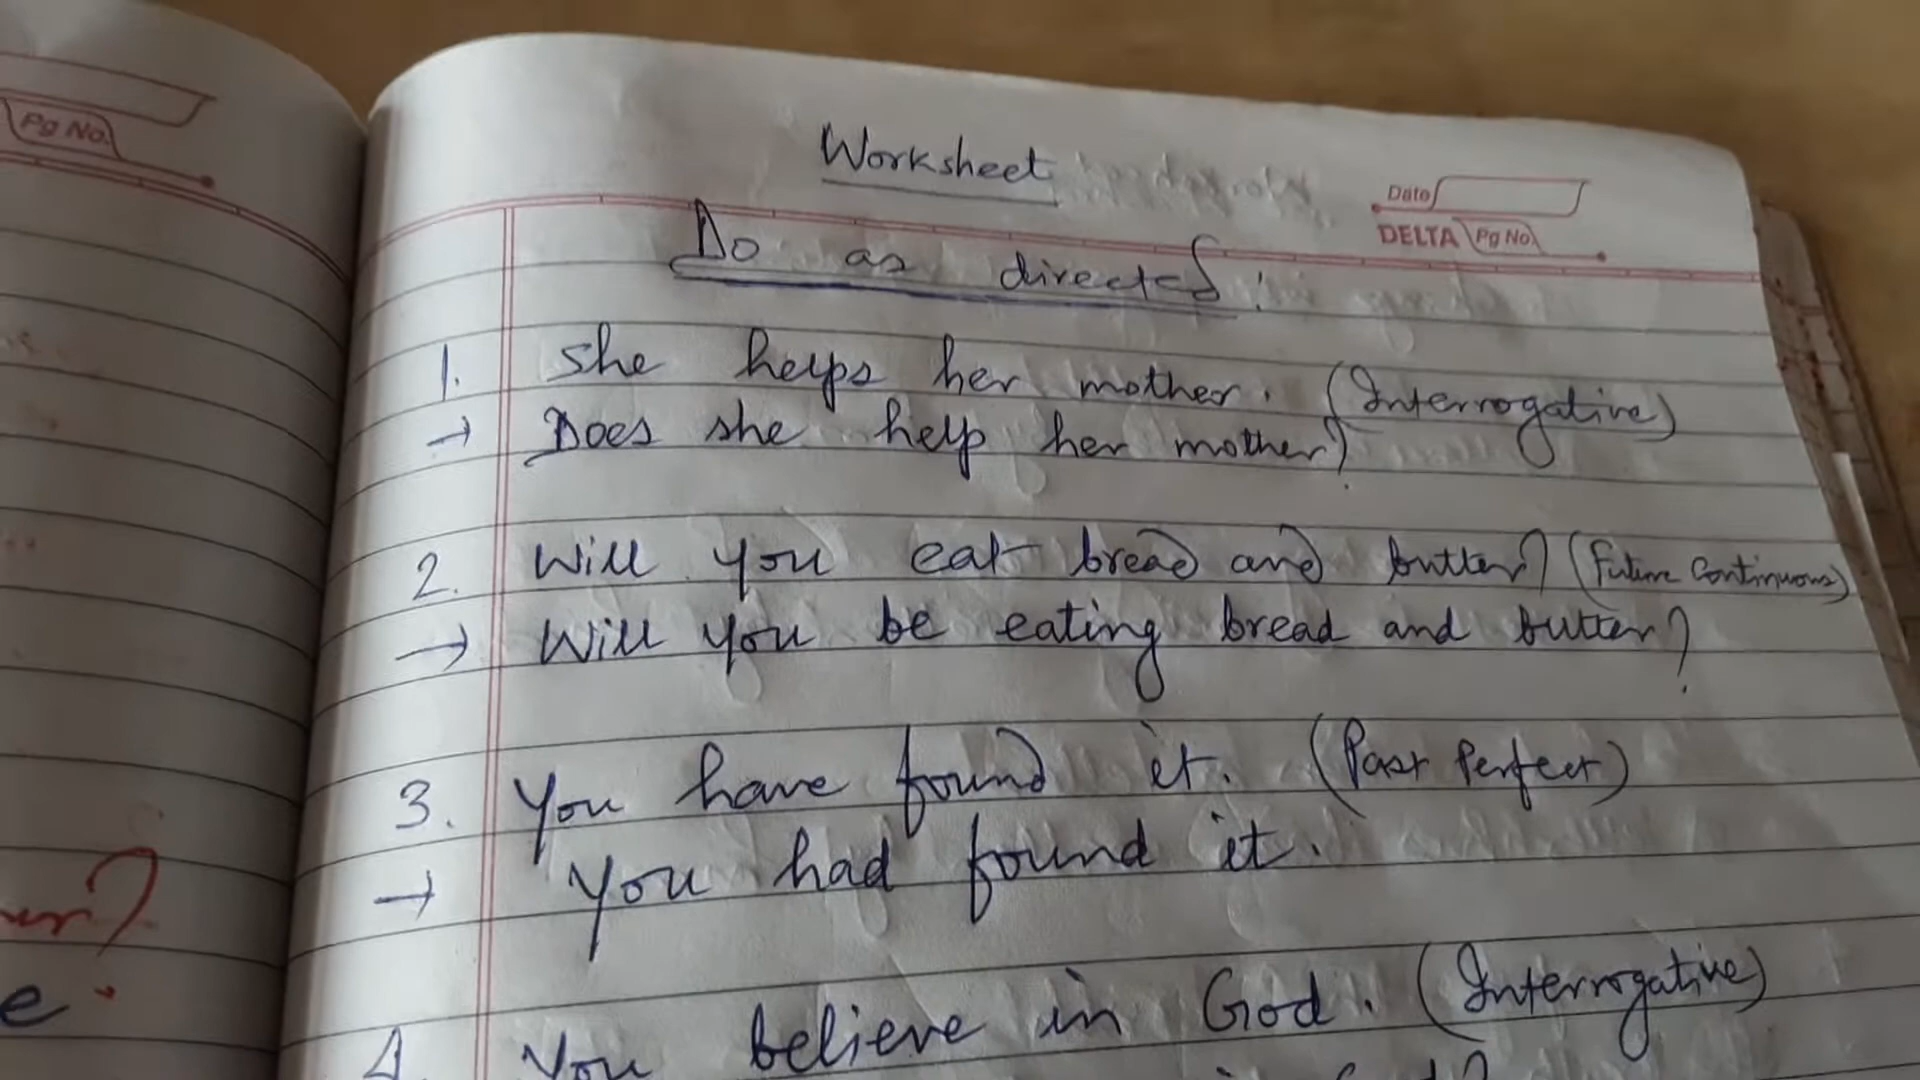 Pg No.
Worksheet
Date
DELTA Pg No.
Do as directed:
1. She helps her mother. (Interrogative)
→ Does she help her mother?
2. Will you eat bread and butter? (Future Continuous)
→ Will you be eating bread and butter?
3. You have found it. (Past Perfect)
→ You had found it.
4. You believe in God. (Interrogative)